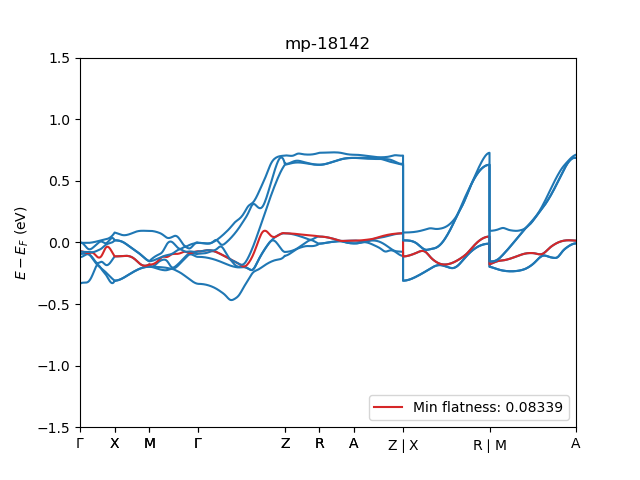 mp-18142
1.5
1.0
0.5
0.0
−0.5
−1.0
−1.5
E − E_F (eV)
Min flatness: 0.08339
Γ X M Γ Z R A Z | X R | M A